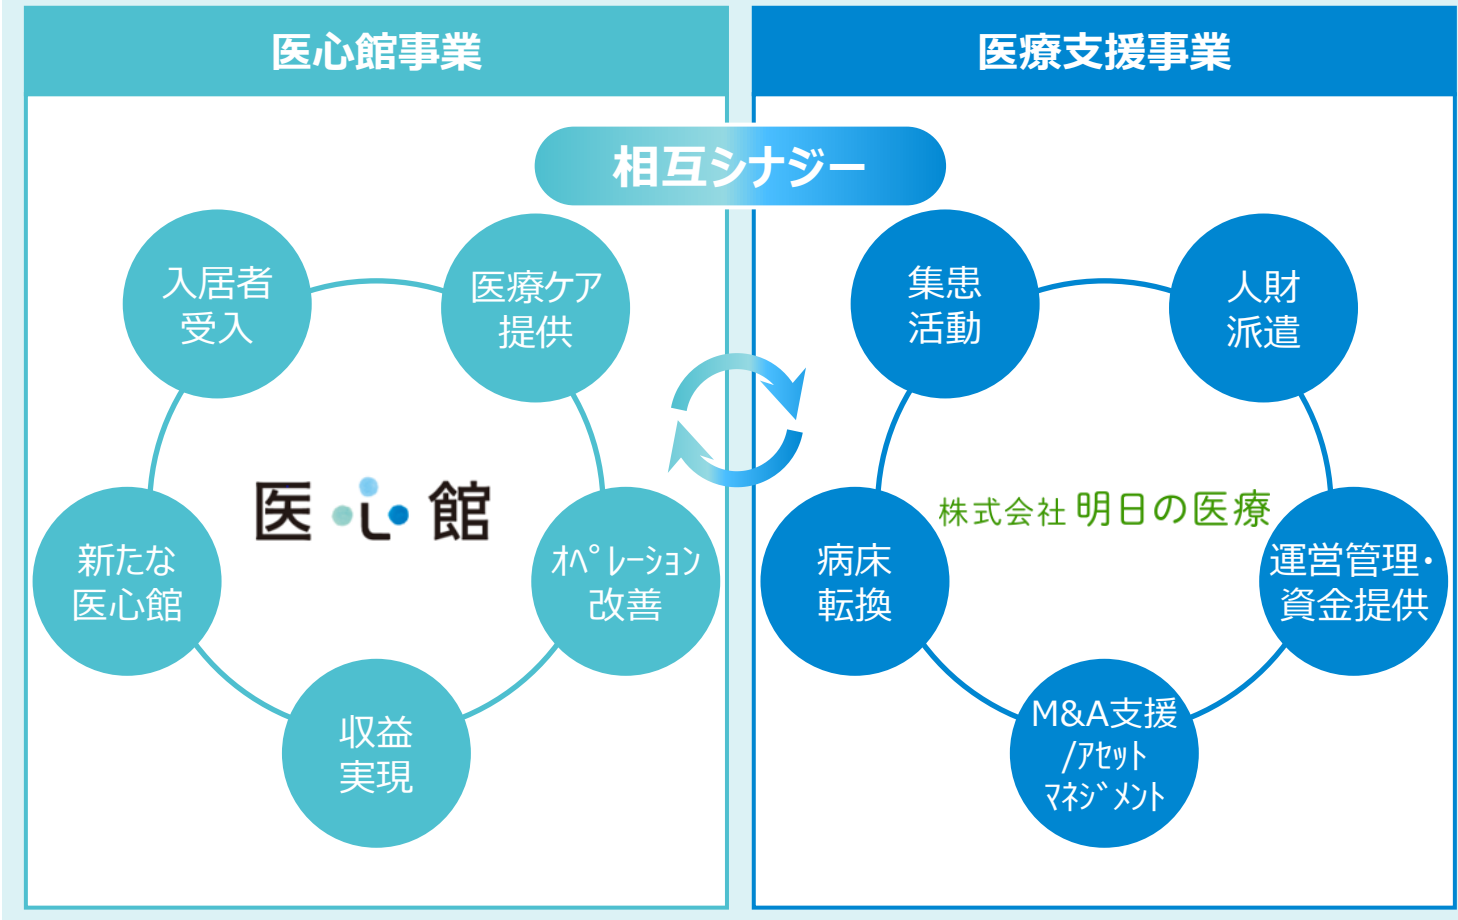 医心館事業
医療支援事業
相互シナジー
入居者
受入
医療ケア
提供
医心館
新たな
医心館
ｵﾍﾟﾚｰｼｮﾝ
改善
収益
実現
集患
活動
人財
派遣
株式会社 明日の医療
病床
転換
運営管理・
資金提供
M&A支援
/ｱｾｯﾄ
ﾏﾈｼﾞﾒﾝﾄ